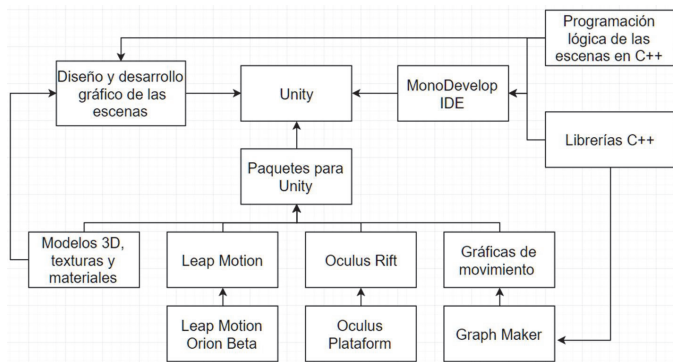 Programación
lógica de las
escenas en C++
Diseño y desarrollo
gráfico de las
escenas
Unity
MonoDevelop
IDE
Librerías C++
Paquetes para
Unity
Modelos 3D,
texturas y
materiales
Leap Motion
Oculus Rift
Gráficas de
movimiento
Leap Motion
Orion Beta
Oculus
Plataform
Graph Maker